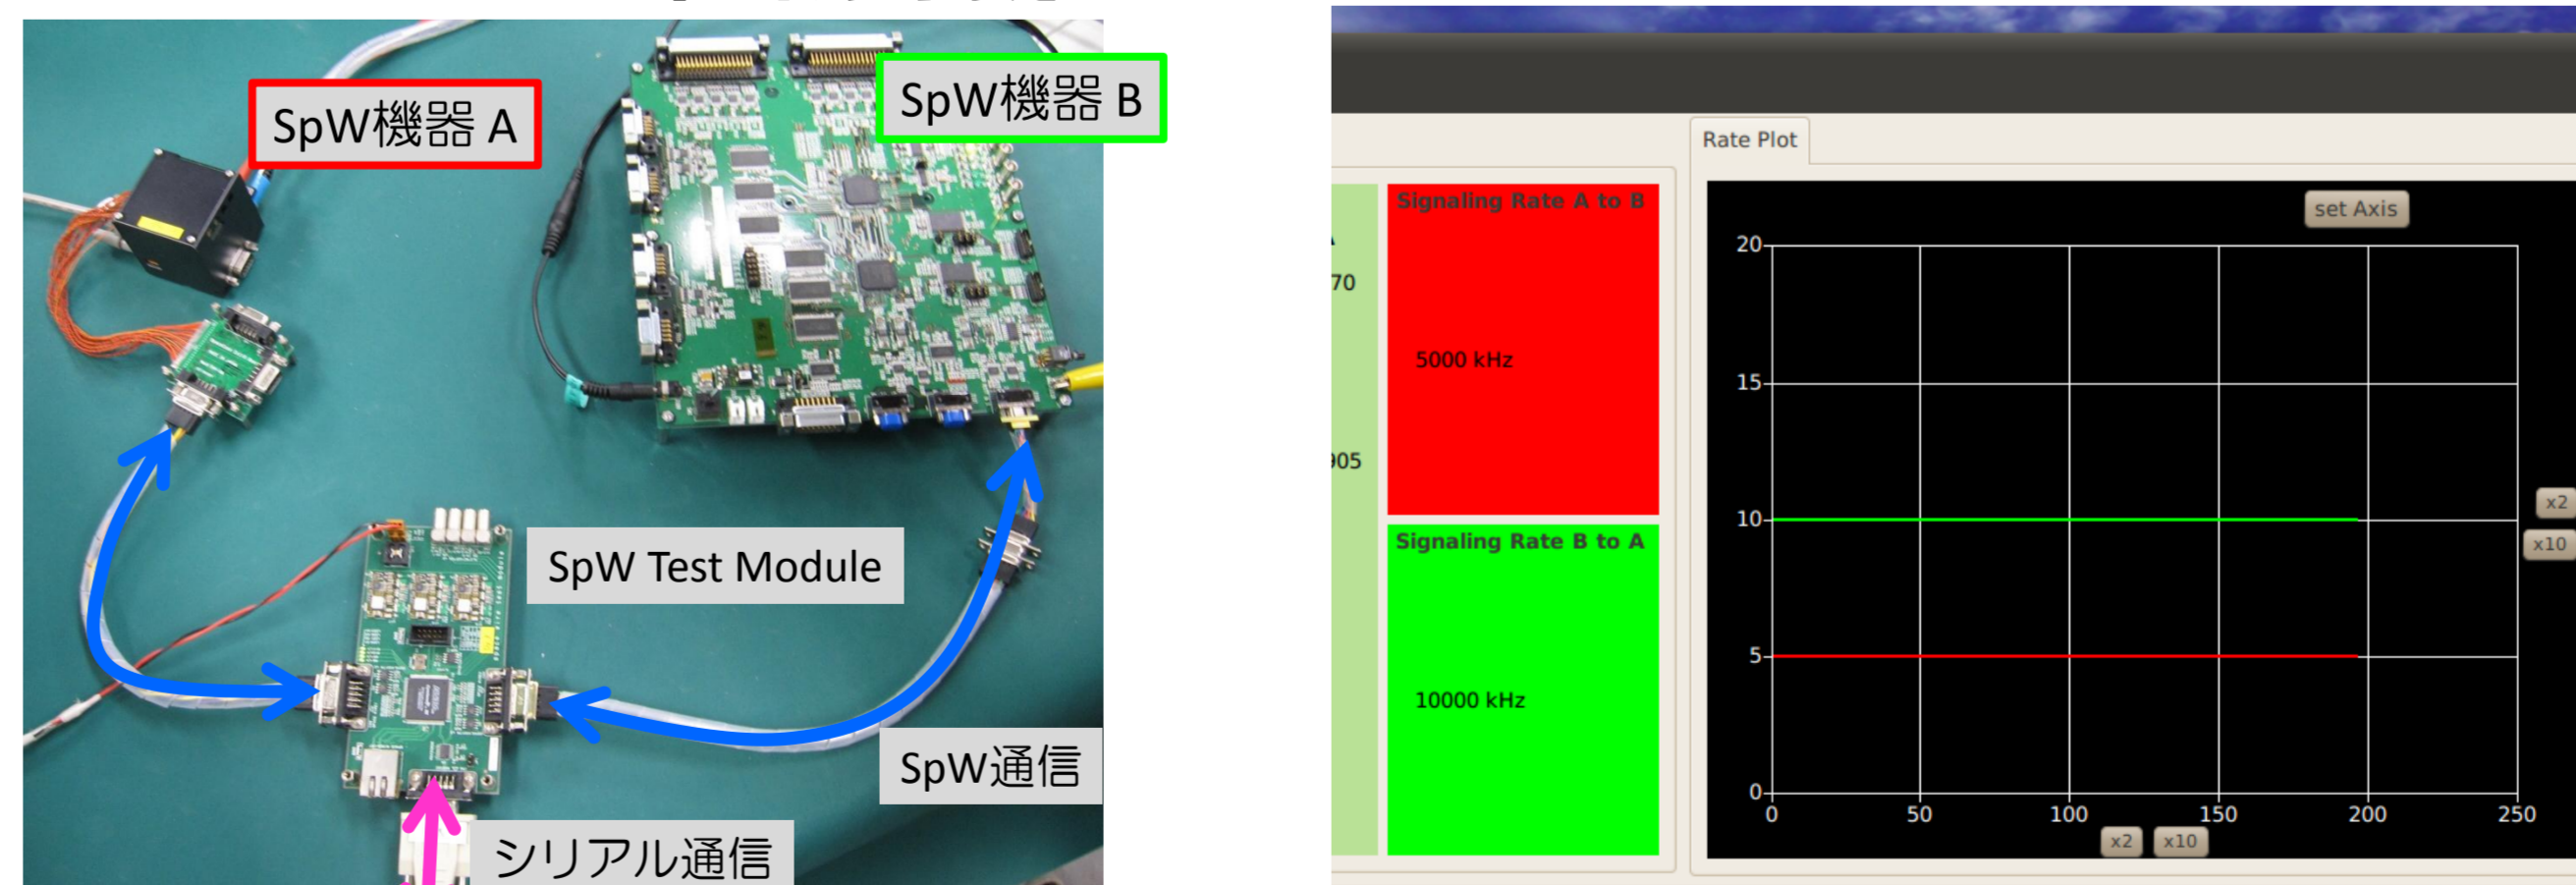 SpW機器 A
SpW機器 B
SpW Test Module
SpW通信
シリアル通信
Rate Plot
set Axis
Signaling Rate A to B
5000 kHz
Signaling Rate B to A
10000 kHz
70
905
20
15
10
5
0
0
50
100
150
200
250
x2
x10
x2
x10